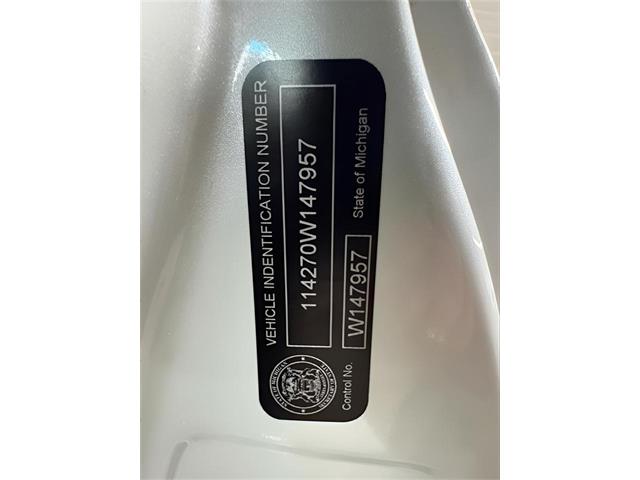 VEHICLE INDENTIFICATION NUMBER
114270W147957
Control No.
W147957
State of Michigan